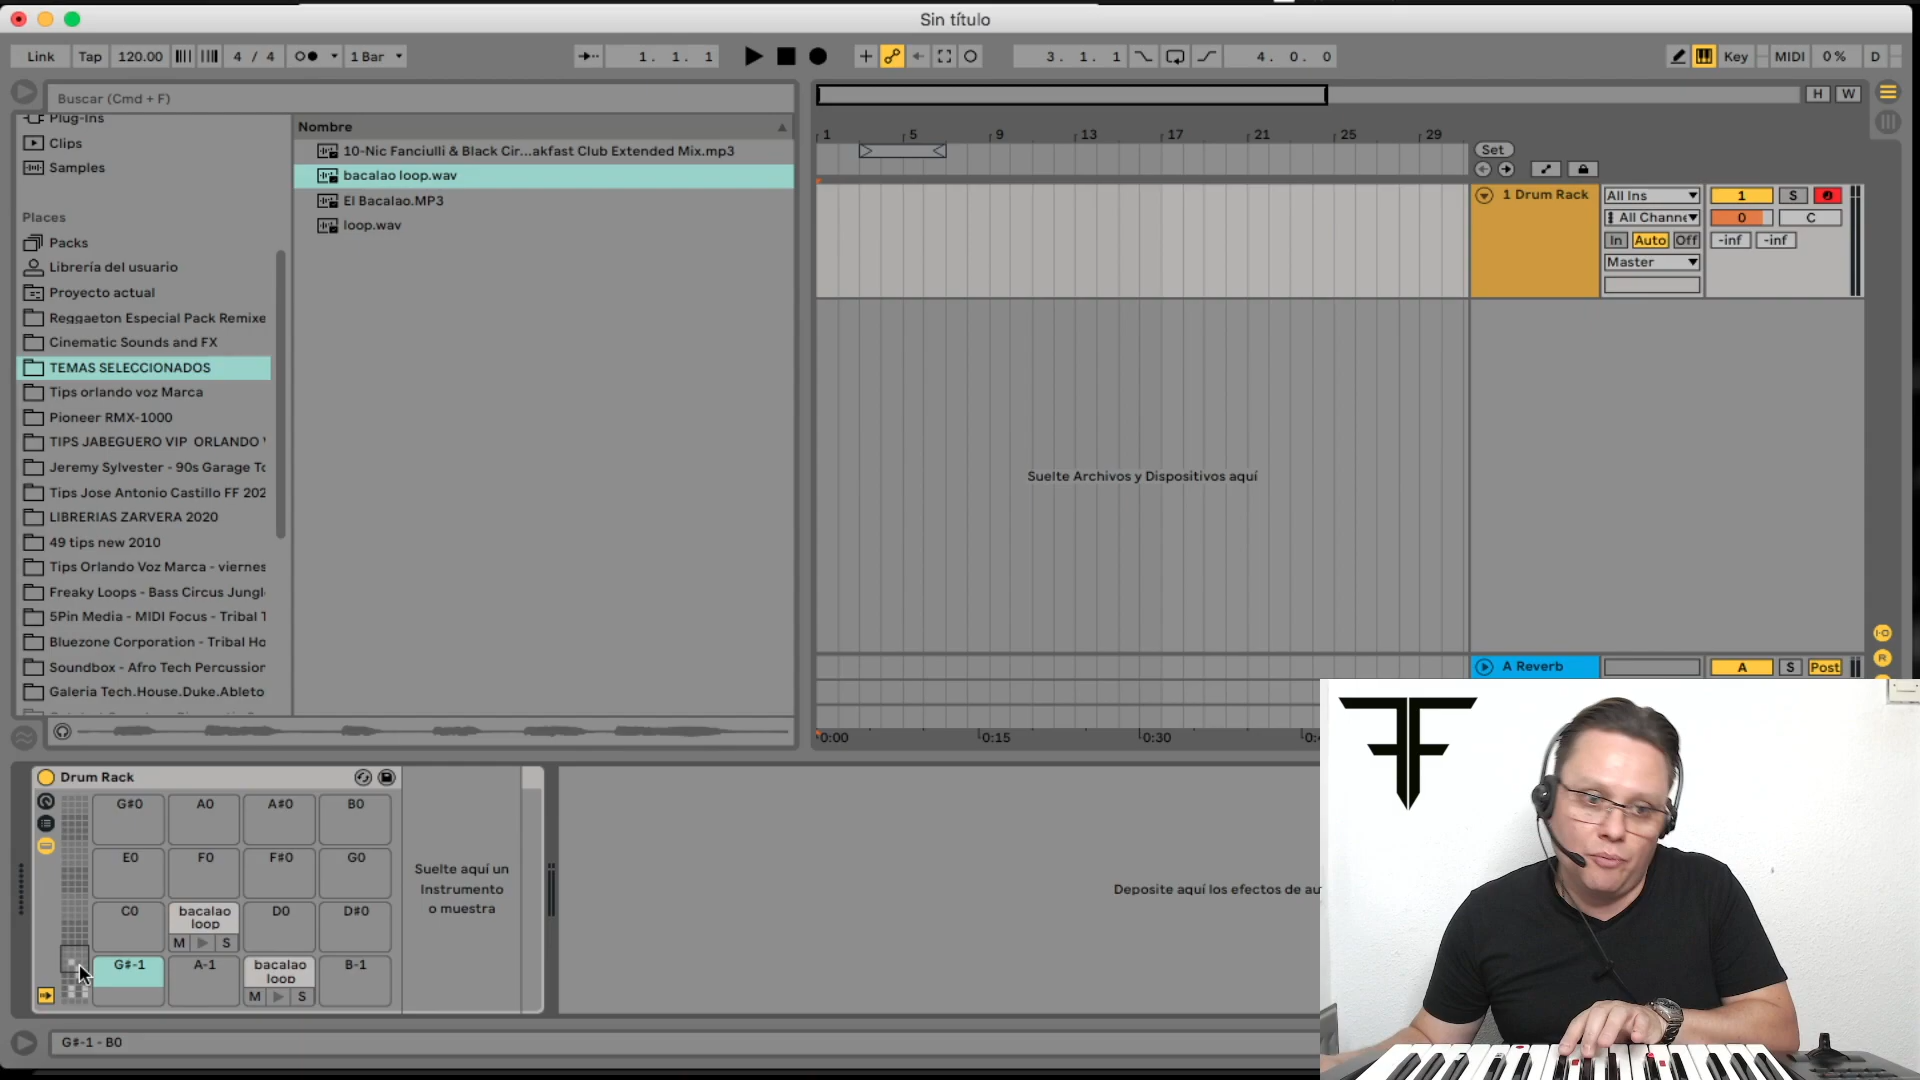 Sin título
Link Tap 120.00 4 / 4 1 Bar 1. 1. 1 3. 1. 1 4. 0. 0 Key MIDI 0 % D
Buscar (Cmd + F)
H W
Plug-Ins
Clips
Samples
Places
Packs
Librería del usuario
Proyecto actual
Reggaeton Especial Pack Remixe
Cinematic Sounds and FX
TEMAS SELECCIONADOS
Tips orlando voz Marca
Pioneer RMX-1000
TIPS JABEGUERO VIP ORLANDO
Jeremy Sylvester - 90s Garage To
Tips Jose Antonio Castillo FF 202
LIBRERIAS ZARVERA 2020
49 tips new 2010
Tips Orlando Voz Marca - viernes
Freaky Loops - Bass Circus Jungl
5Pin Media - MIDI Focus - Tribal T
Bluezone Corporation - Tribal Ho
Soundbox - Afro Tech Percussion
Galeria Tech.House.Duke.Ableto
Nombre
10-Nic Fanciulli & Black Cir...akfast Club Extended Mix.mp3
bacalao loop.wav
El Bacalao.MP3
loop.wav
1 5 9 13 17 21 25 29
Set
1 Drum Rack All Ins 1 S
All Channe 0 C
In Auto Off -inf -inf
Master
Suelte Archivos y Dispositivos aquí
I·O
R
A Reverb A S Post
0:00 0:15 0:30
Drum Rack
G#0 A0 A#0 B0
E0 F0 F#0 G0
C0 bacalao loop D0 D#0
M S
G#-1 A-1 bacalao loop B-1
M S
Suelte aquí un
Instrumento
o muestra
Deposite aquí los efectos de au
G#-1 - B0